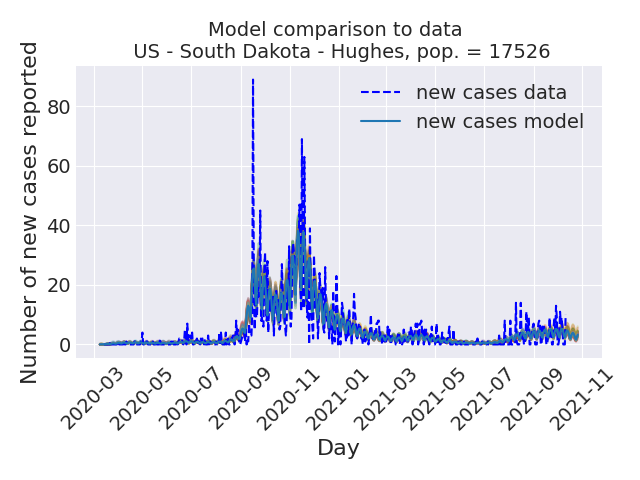 Model comparison to data
US - South Dakota - Hughes, pop. = 17526
Number of new cases reported
80
60
40
20
0
new cases data
new cases model
2020-03
2020-05
2020-07
2020-09
2020-11
2021-01
2021-03
2021-05
2021-07
2021-09
2021-11
Day